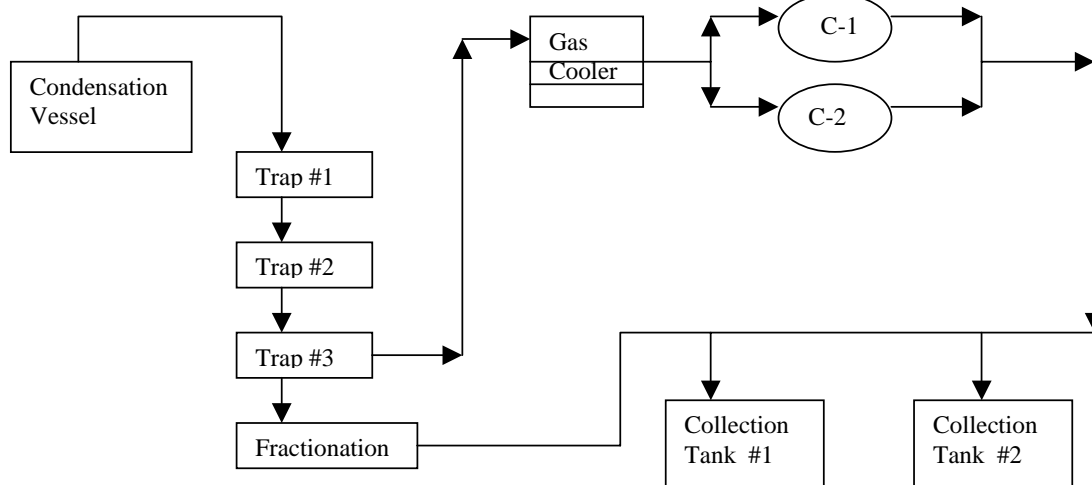 Condensation
Vessel
Gas
Cooler
C-1
C-2
Trap #1
Trap #2
Trap #3
Fractionation
Collection
Tank #1
Collection
Tank #2